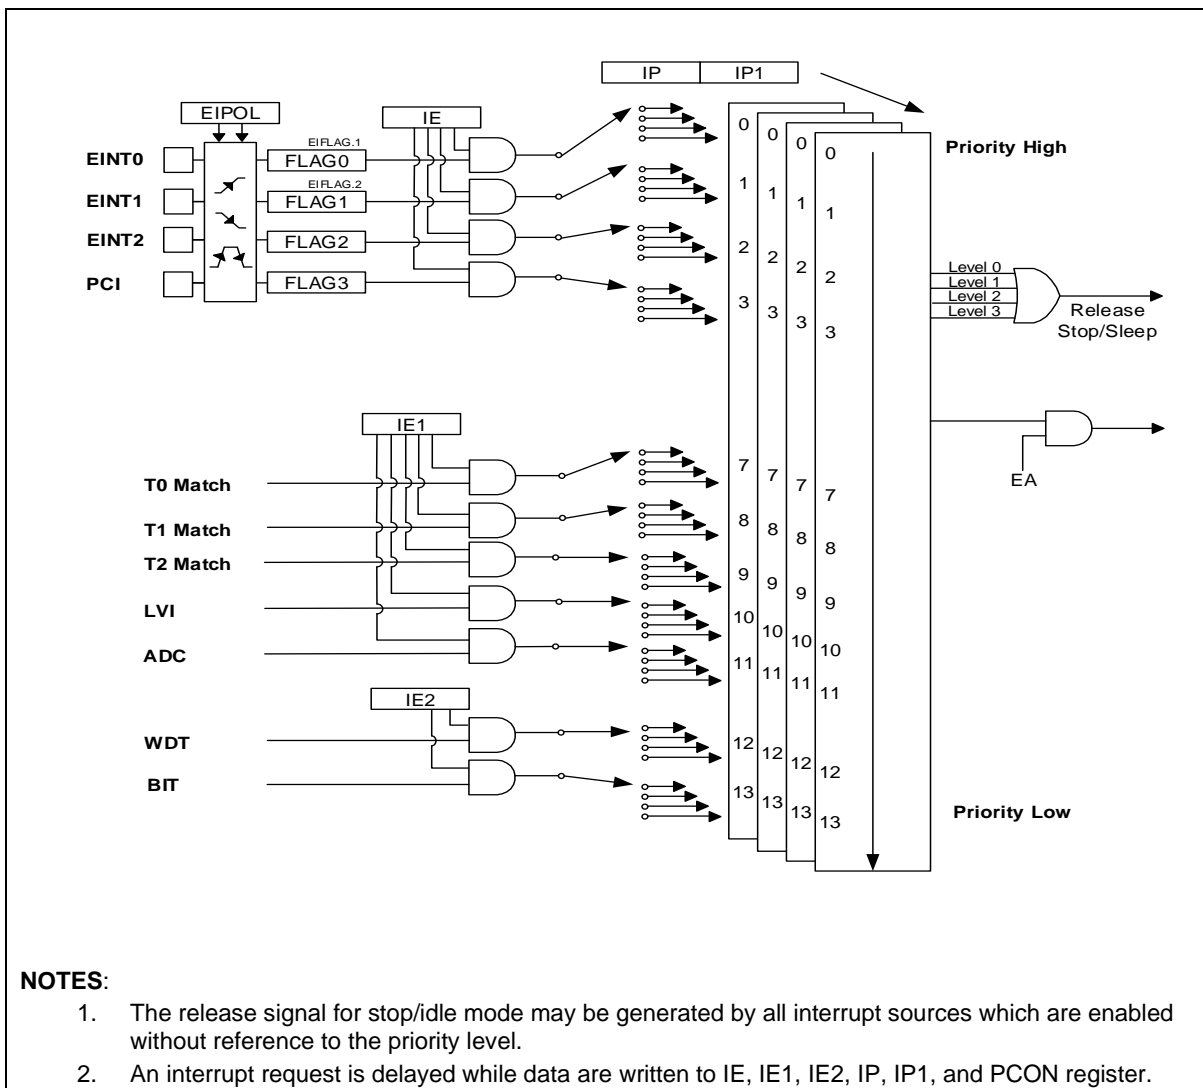 IP IP1
EIPOL
IE
EIFLAG.1
EINT0
FLAG0
Priority High
EIFLAG.2
EINT1
FLAG1
EINT2
FLAG2
PCI
FLAG3
0 0 0 0
1 1 1 1
2 2 2 2
3 3 3 3
Level 0
Level 1
Level 2
Level 3
Release
Stop/Sleep
IE1
EA
T0 Match
T1 Match
T2 Match
LVI
ADC
7 7 7 7
8 8 8 8
9 9 9 9
10 10 10 10
11 11 11 11
IE2
WDT
BIT
12 12 12 12
13 13 13 13
Priority Low
NOTES:
1. The release signal for stop/idle mode may be generated by all interrupt sources which are enabled
without reference to the priority level.
2. An interrupt request is delayed while data are written to IE, IE1, IE2, IP, IP1, and PCON register.